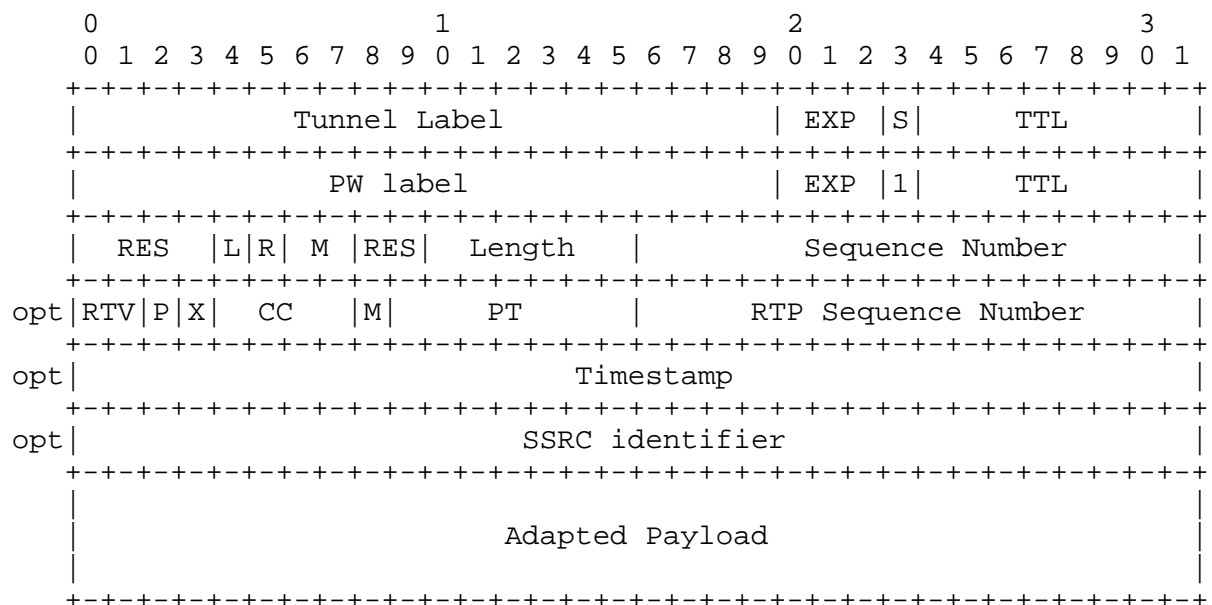 0                   1                   2                   3
 0 1 2 3 4 5 6 7 8 9 0 1 2 3 4 5 6 7 8 9 0 1 2 3 4 5 6 7 8 9 0 1
   +-+-+-+-+-+-+-+-+-+-+-+-+-+-+-+-+-+-+-+-+-+-+-+-+-+-+-+-+-+-+-+-+
   |            Tunnel Label               | EXP |S|     TTL       |
   +-+-+-+-+-+-+-+-+-+-+-+-+-+-+-+-+-+-+-+-+-+-+-+-+-+-+-+-+-+-+-+-+
   |              PW label                 | EXP |1|     TTL       |
   +-+-+-+-+-+-+-+-+-+-+-+-+-+-+-+-+-+-+-+-+-+-+-+-+-+-+-+-+-+-+-+-+
   |  RES  |L|R| M |RES|  Length   |         Sequence Number       |
   +-+-+-+-+-+-+-+-+-+-+-+-+-+-+-+-+-+-+-+-+-+-+-+-+-+-+-+-+-+-+-+-+
opt|RTV|P|X|  CC   |M|     PT      |      RTP Sequence Number      |
   +-+-+-+-+-+-+-+-+-+-+-+-+-+-+-+-+-+-+-+-+-+-+-+-+-+-+-+-+-+-+-+-+
opt|                            Timestamp                          |
   +-+-+-+-+-+-+-+-+-+-+-+-+-+-+-+-+-+-+-+-+-+-+-+-+-+-+-+-+-+-+-+-+
opt|                         SSRC identifier                       |
   +-+-+-+-+-+-+-+-+-+-+-+-+-+-+-+-+-+-+-+-+-+-+-+-+-+-+-+-+-+-+-+-+
   |                                                               |
   |                        Adapted Payload                        |
   |                                                               |
   +-+-+-+-+-+-+-+-+-+-+-+-+-+-+-+-+-+-+-+-+-+-+-+-+-+-+-+-+-+-+-+-+